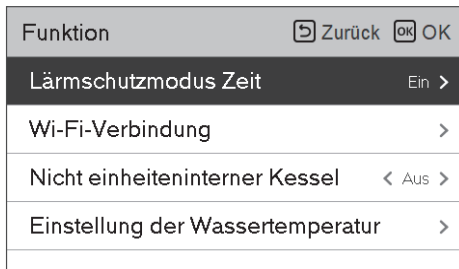 Funktion Zurück OK OK
Lärmschutzmodus Zeit Ein >
Wi-Fi-Verbindung >
Nicht einheiteninterner Kessel < Aus >
Einstellung der Wassertemperatur >